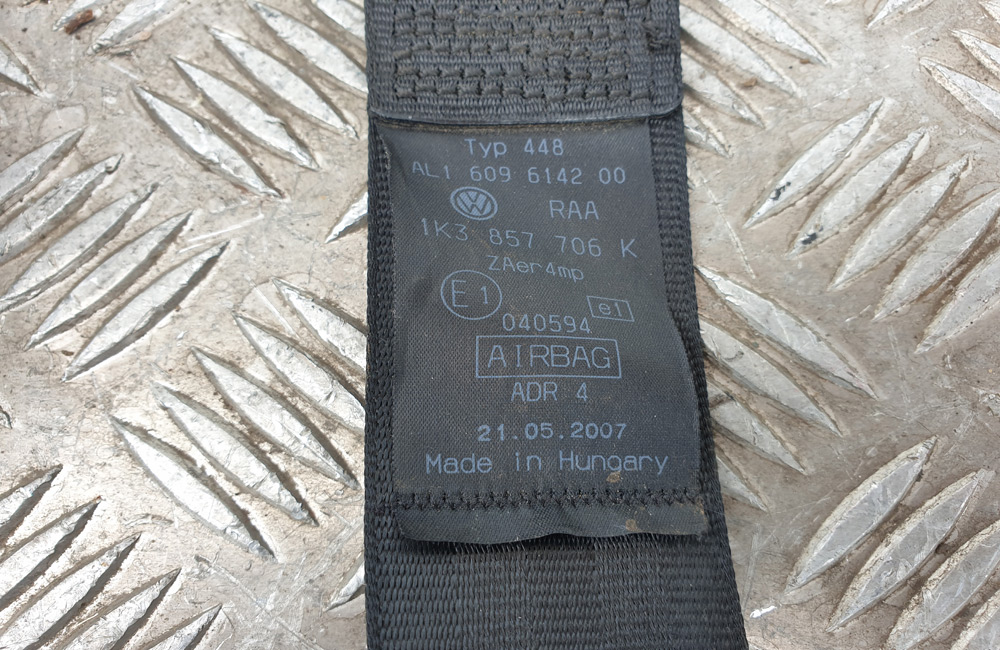 Typ 448
AL1 609 6142 00
VW RAA
1K3 857 706 K
ZAer4mp
E1 e1
040594
AIRBAG
ADR 4
21.05.2007
Made in Hungary